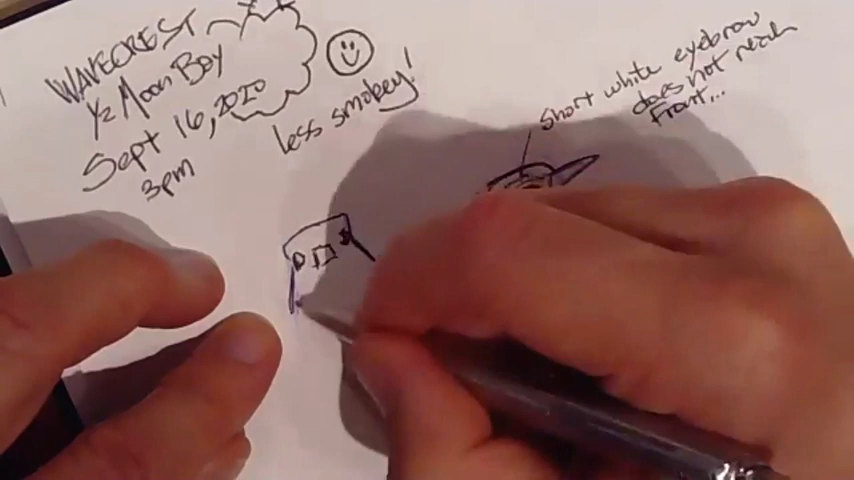 WAVECREST
1/2 Moon Bay
Sept 16, 2020
3pm
less smokey!
short white eyebrow
does not reach
front...